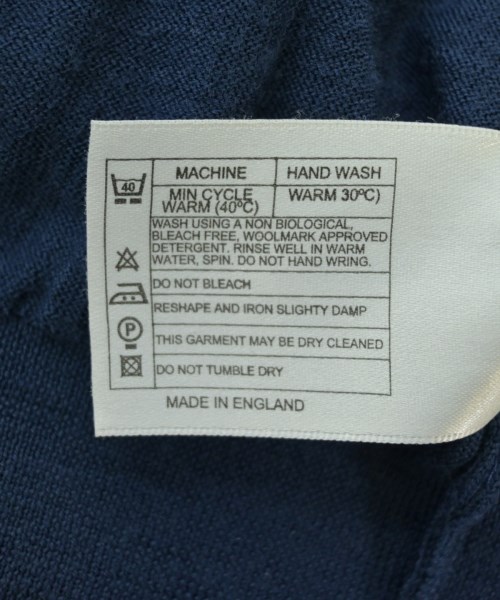 40
MACHINE
HAND WASH
MIN CYCLE
WARM (40ºC)
WARM 30ºC)
WASH USING A NON BIOLOGICAL,
BLEACH FREE, WOOLMARK APPROVED
DETERGENT. RINSE WELL IN WARM
WATER, SPIN. DO NOT HAND WRING.
DO NOT BLEACH
RESHAPE AND IRON SLIGHTY DAMP
P
THIS GARMENT MAY BE DRY CLEANED
DO NOT TUMBLE DRY
MADE IN ENGLAND